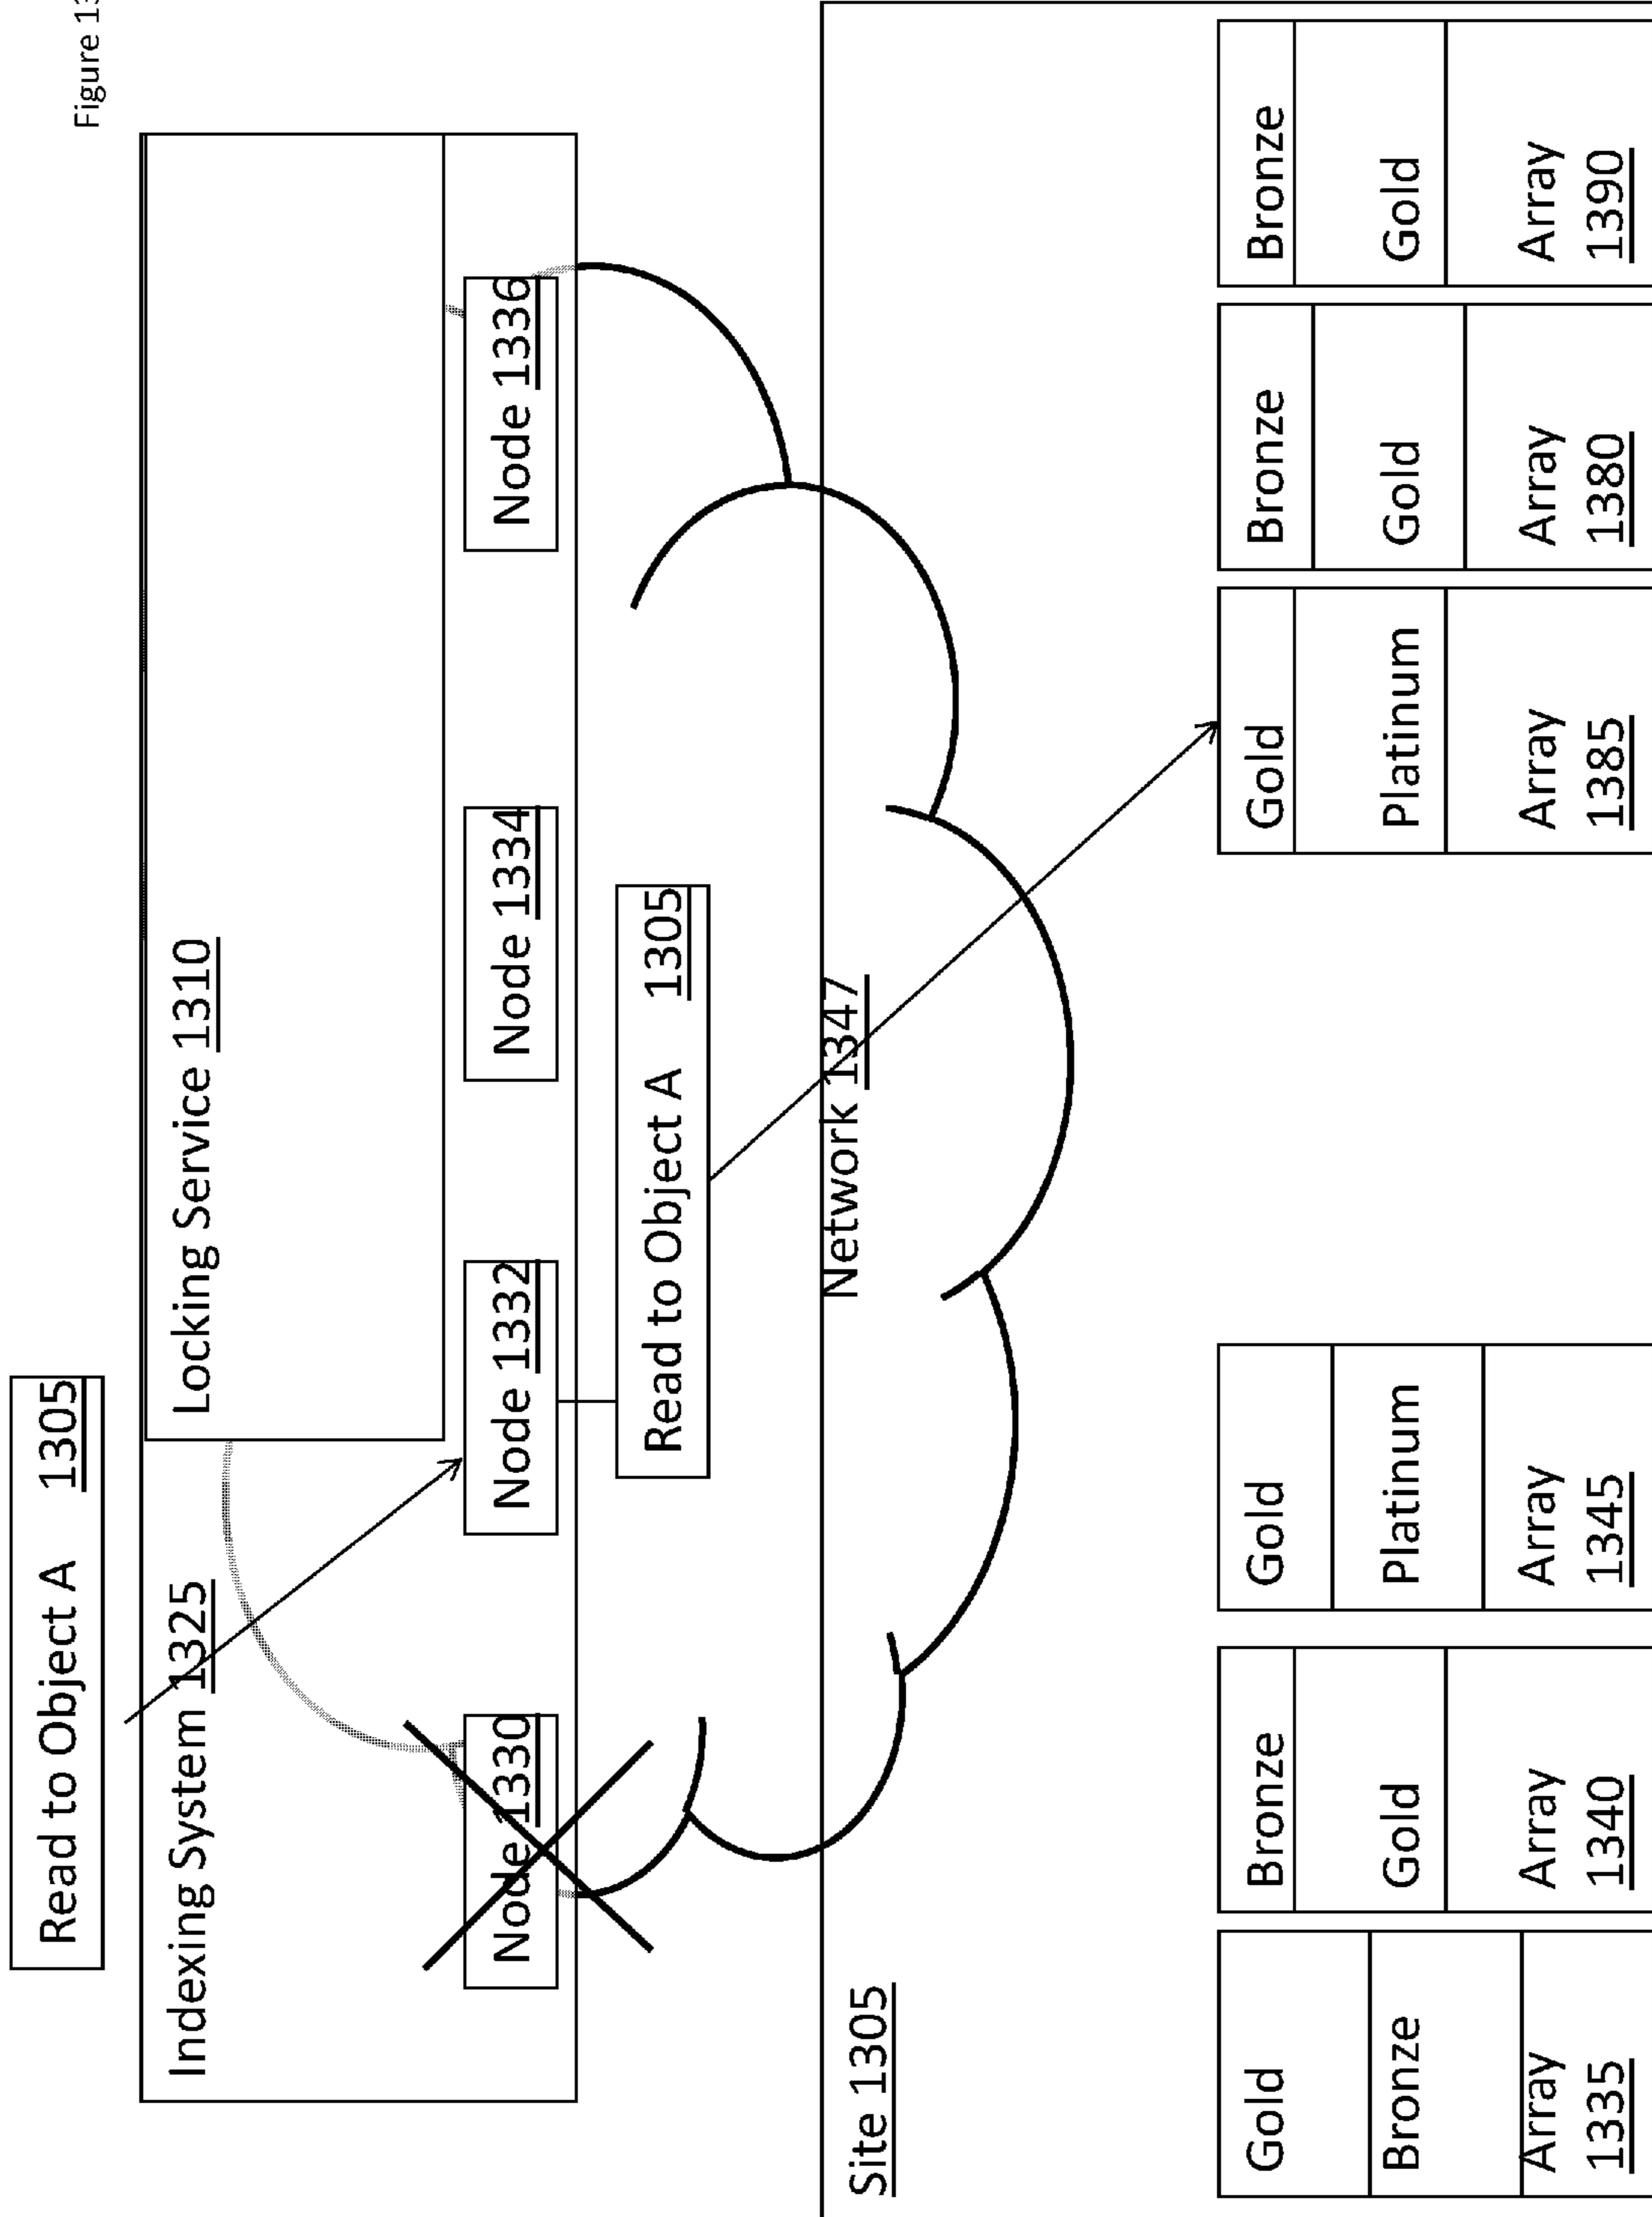 Figure 13
Read to Object A 1305
Indexing System 1325
Locking Service 1310
Node 1330
Node 1332
Node 1334
Node 1336
Read to Object A 1305
Network 1347
Site 1305
Gold
Bronze
Array
1335
Bronze
Gold
Array
1340
Gold
Platinum
Array
1345
Gold
Platinum
Array
1385
Bronze
Gold
Array
1380
Bronze
Gold
Array
1390